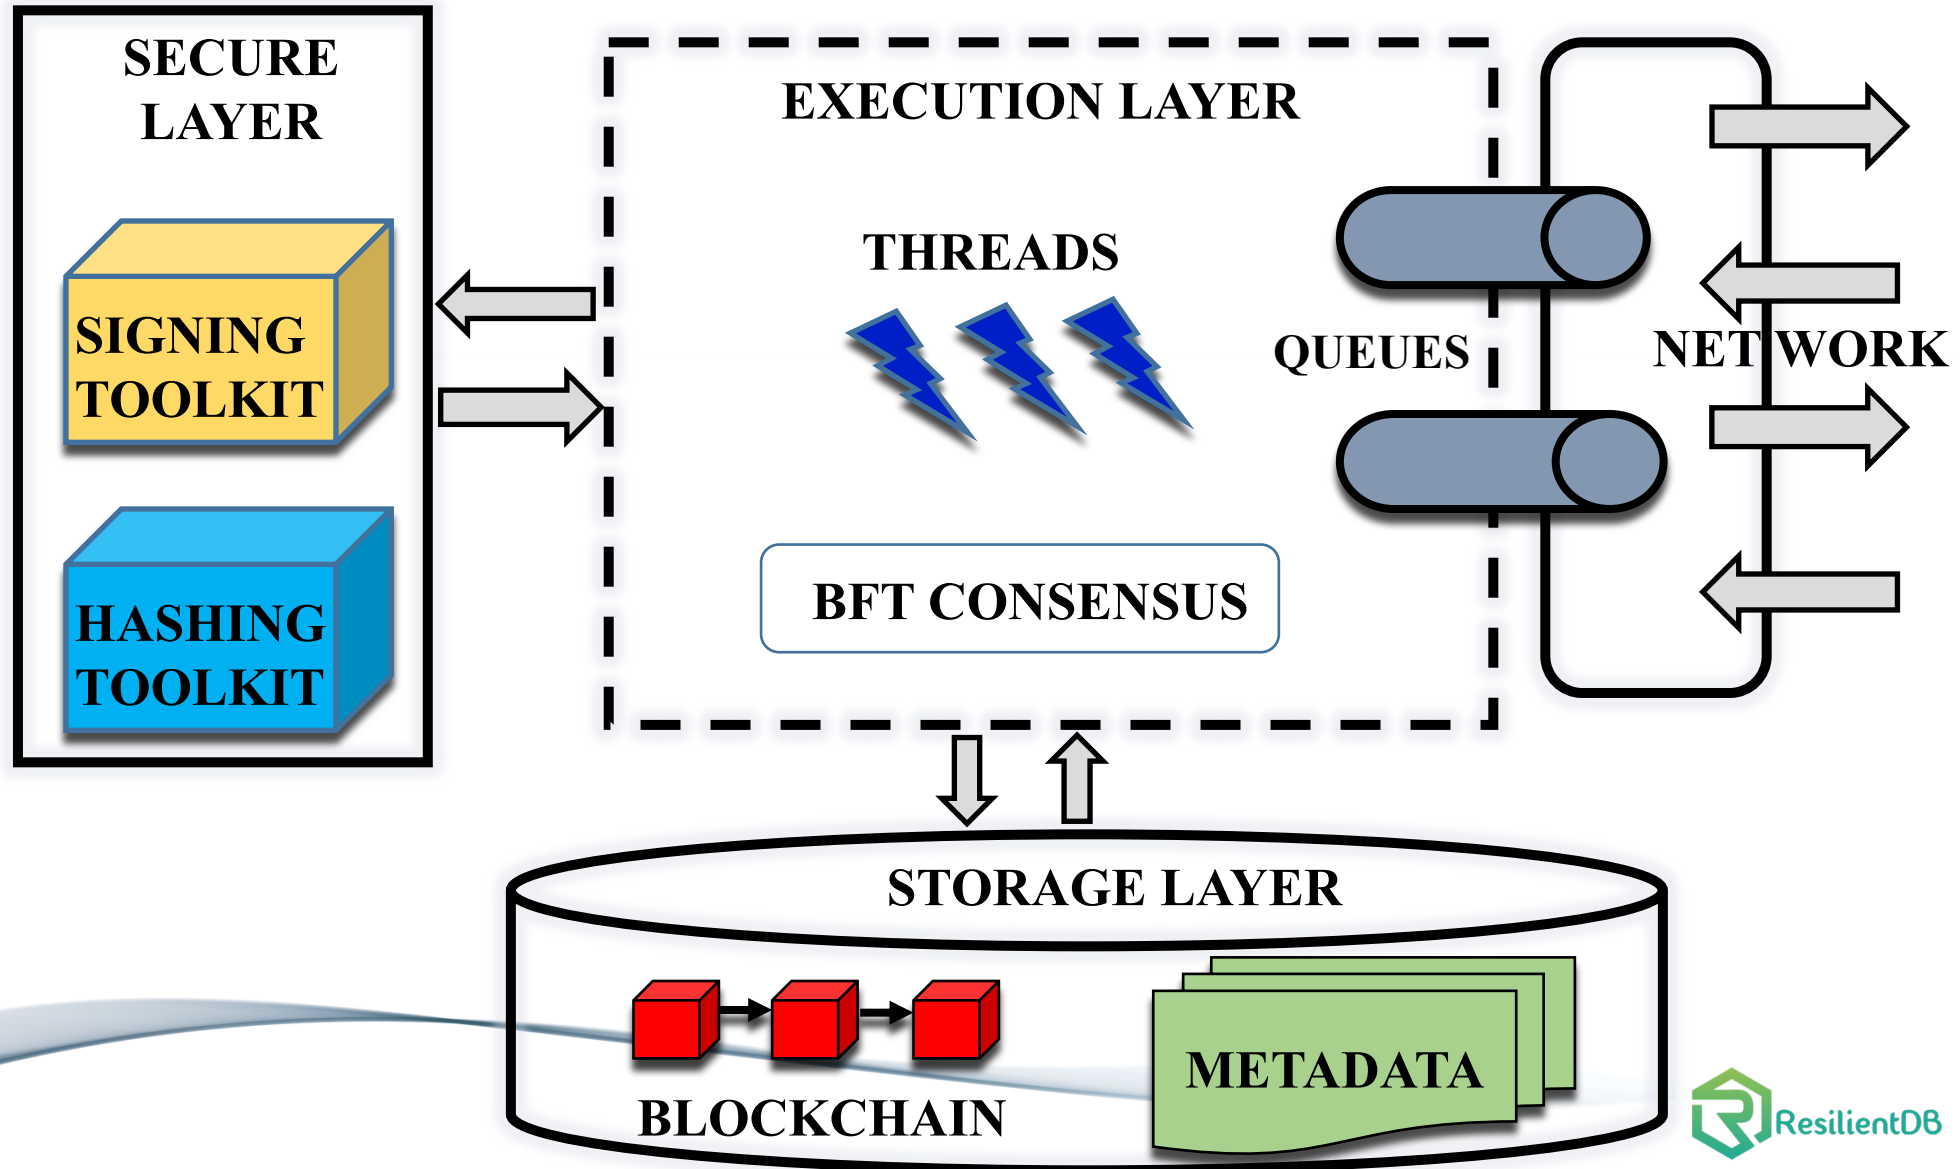 SECURE
LAYER
SIGNING
TOOLKIT
HASHING
TOOLKIT
EXECUTION LAYER
THREADS
QUEUES
NETWORK
BFT CONSENSUS
STORAGE LAYER
BLOCKCHAIN
METADATA
ResilientDB